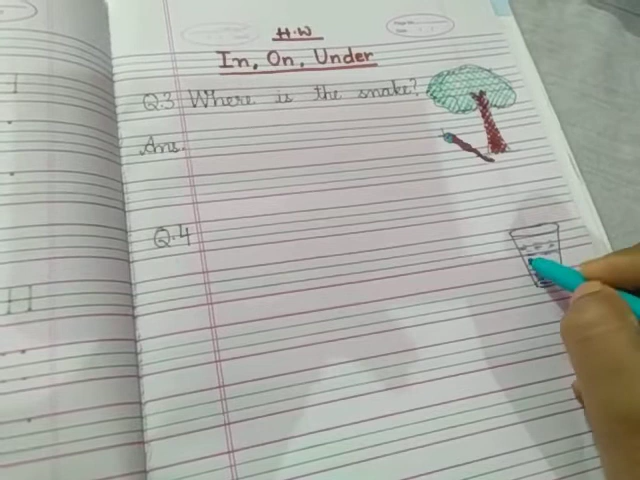 H.W
In, On, Under
Q.3 Where is the snake?
Ans.
Q.4
H